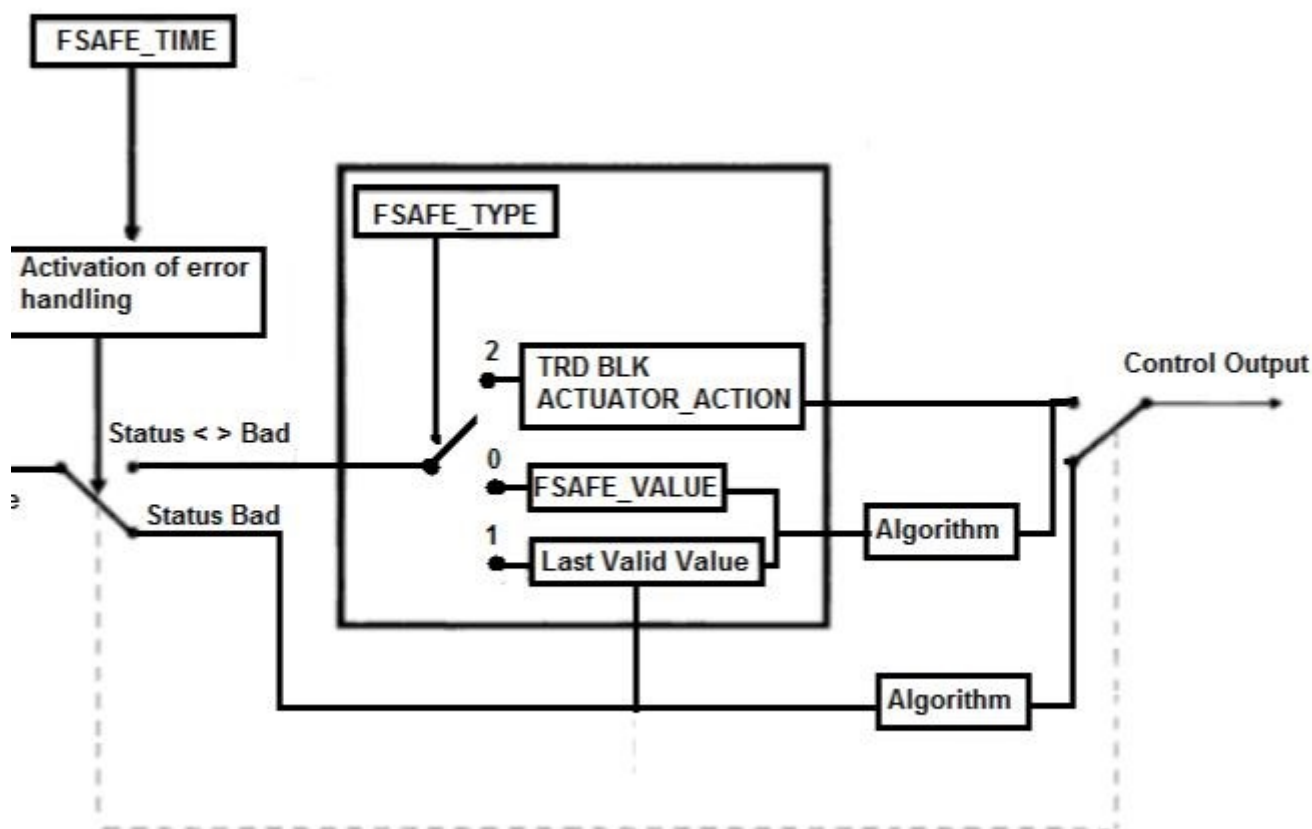 FSAFE_TIME
FSAFE_TYPE
Activation of error
handling
2
TRD BLK
ACTUATOR_ACTION
Control Output
Status < > Bad
0
FSAFE_VALUE
e
Status Bad
1
Last Valid Value
Algorithm
Algorithm